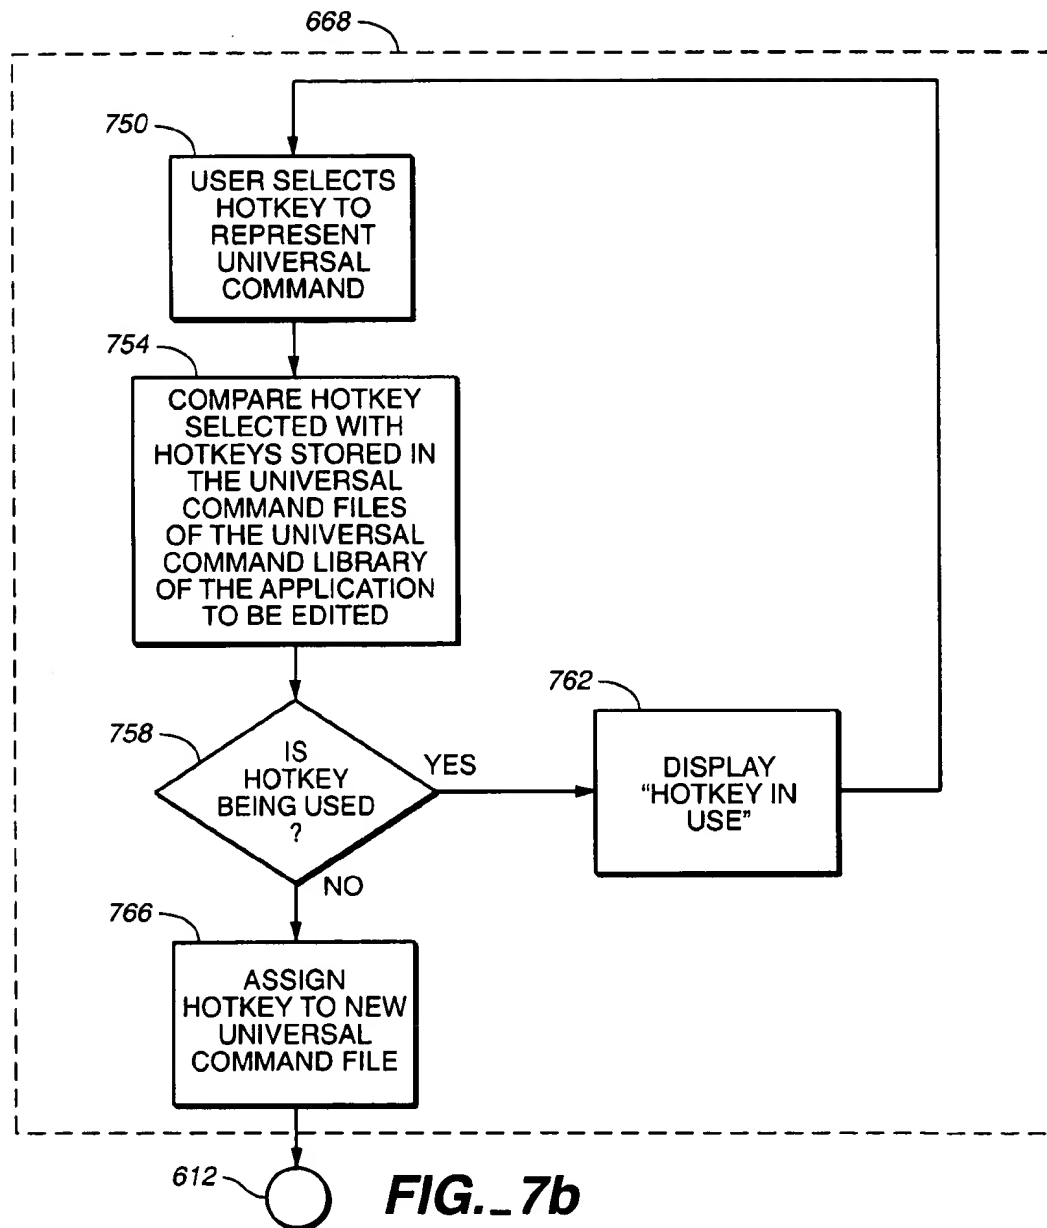 668
750
USER SELECTS
HOTKEY TO
REPRESENT
UNIVERSAL
COMMAND
754
COMPARE HOTKEY
SELECTED WITH
HOTKEYS STORED IN
THE UNIVERSAL
COMMAND FILES
OF THE UNIVERSAL
COMMAND LIBRARY
OF THE APPLICATION
TO BE EDITED
758
IS
HOTKEY
BEING USED
?
YES
762
DISPLAY
“HOTKEY IN
USE”
NO
766
ASSIGN
HOTKEY TO NEW
UNIVERSAL
COMMAND FILE
612
FIG._7b